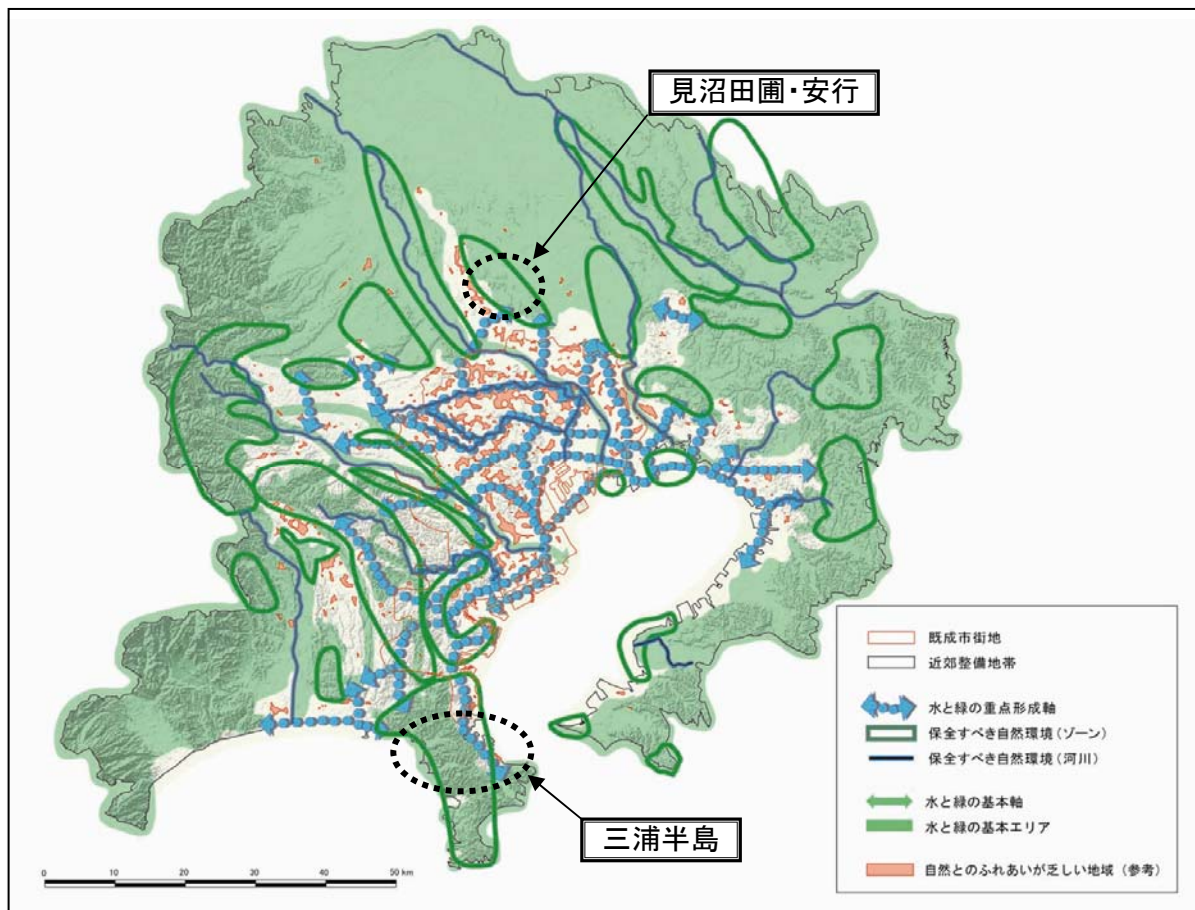 見沼田圃・安行
三浦半島
既成市街地
近郊整備地帯
水と緑の重点形成軸
保全すべき自然環境(ゾーン)
保全すべき自然環境(河川)
水と緑の基本軸
水と緑の基本エリア
自然とのふれあいが乏しい地域(参考)
0 10 20 30 40 50 km